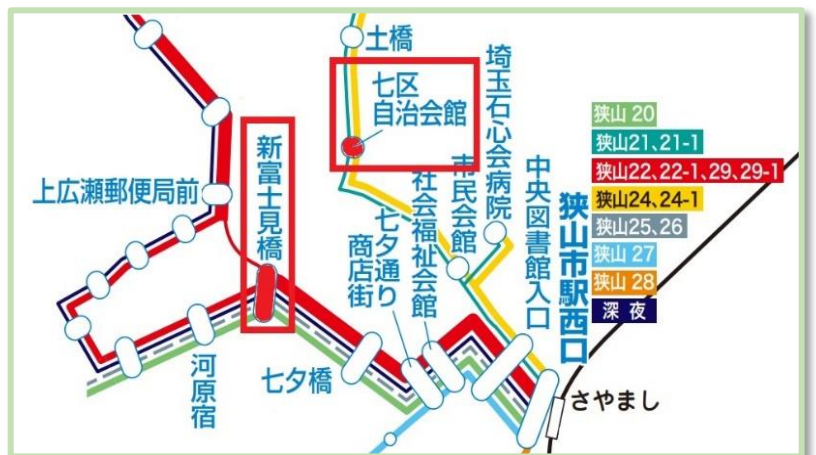 土橋
七区
自治会館
新富士見橋
上広瀬郵便局前
河原宿
七夕橋
七夕通り
商店街
社会福祉会館
市民会館
埼玉石心会病院
中央図書館入口
狭山市駅西口
さやまし
狭山 20
狭山21、21-1
狭山22、22-1、29、29-1
狭山24、24-1
狭山25、26
狭山 27
狭山 28
深 夜